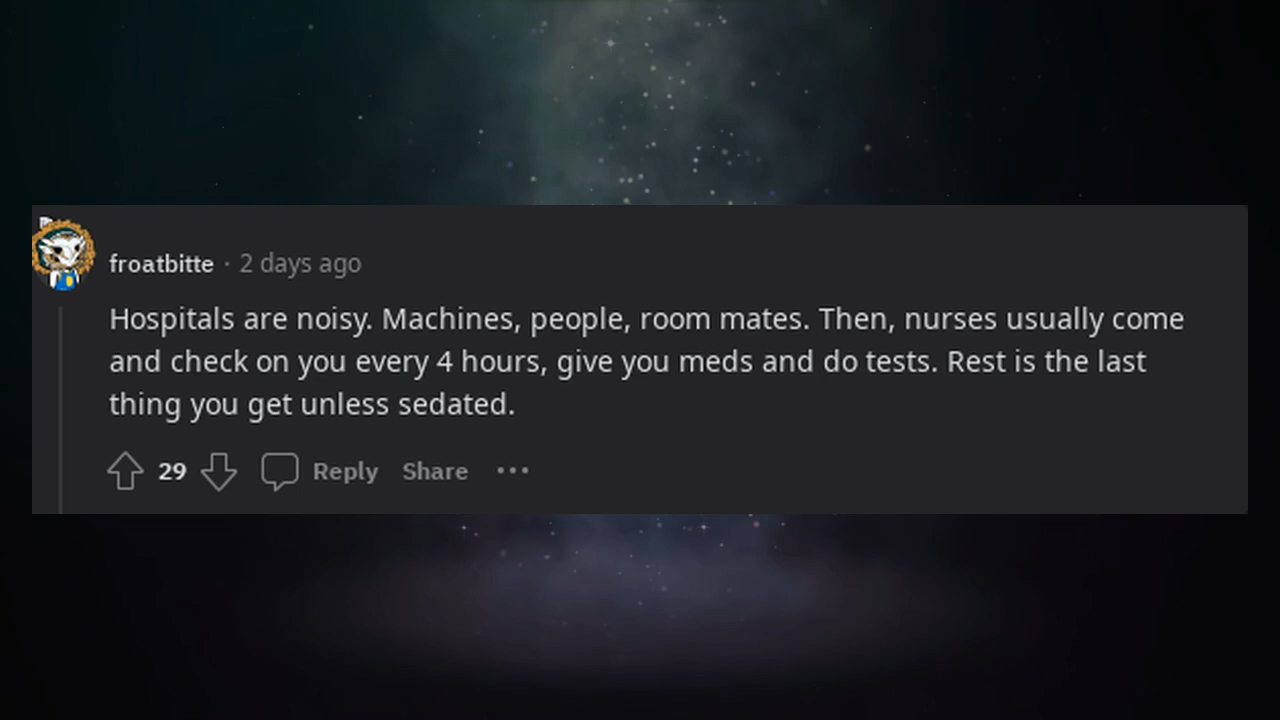 froatbitte · 2 days ago
Hospitals are noisy. Machines, people, room mates. Then, nurses usually come
and check on you every 4 hours, give you meds and do tests. Rest is the last
thing you get unless sedated.
29 Reply Share •••